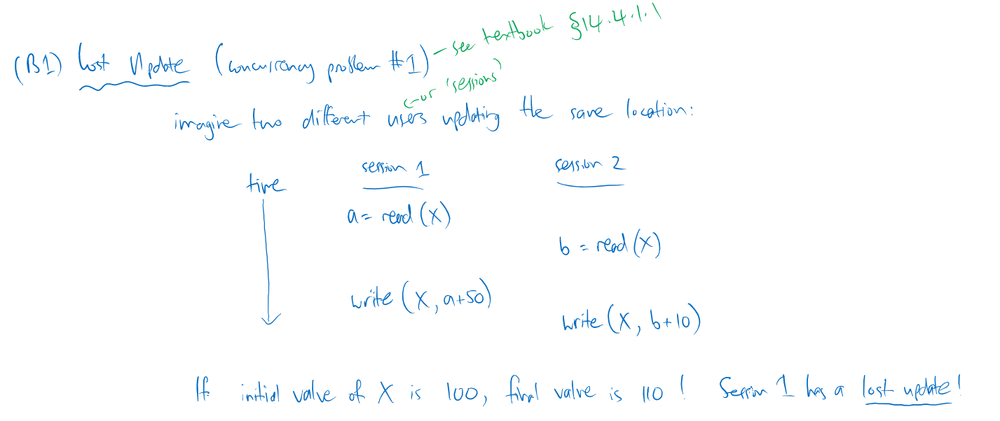 (B1) Lost Update (concurrency problem #1) – see textbook §14.4.1.1
← or 'sessions'
imagine two different users updating the same location:
time
session 1
session 2
a = read (X)
b = read (X)
write (X, a+50)
write (X, b+10)
If initial value of X is 100, final value is 110! Session 1 has a lost update!